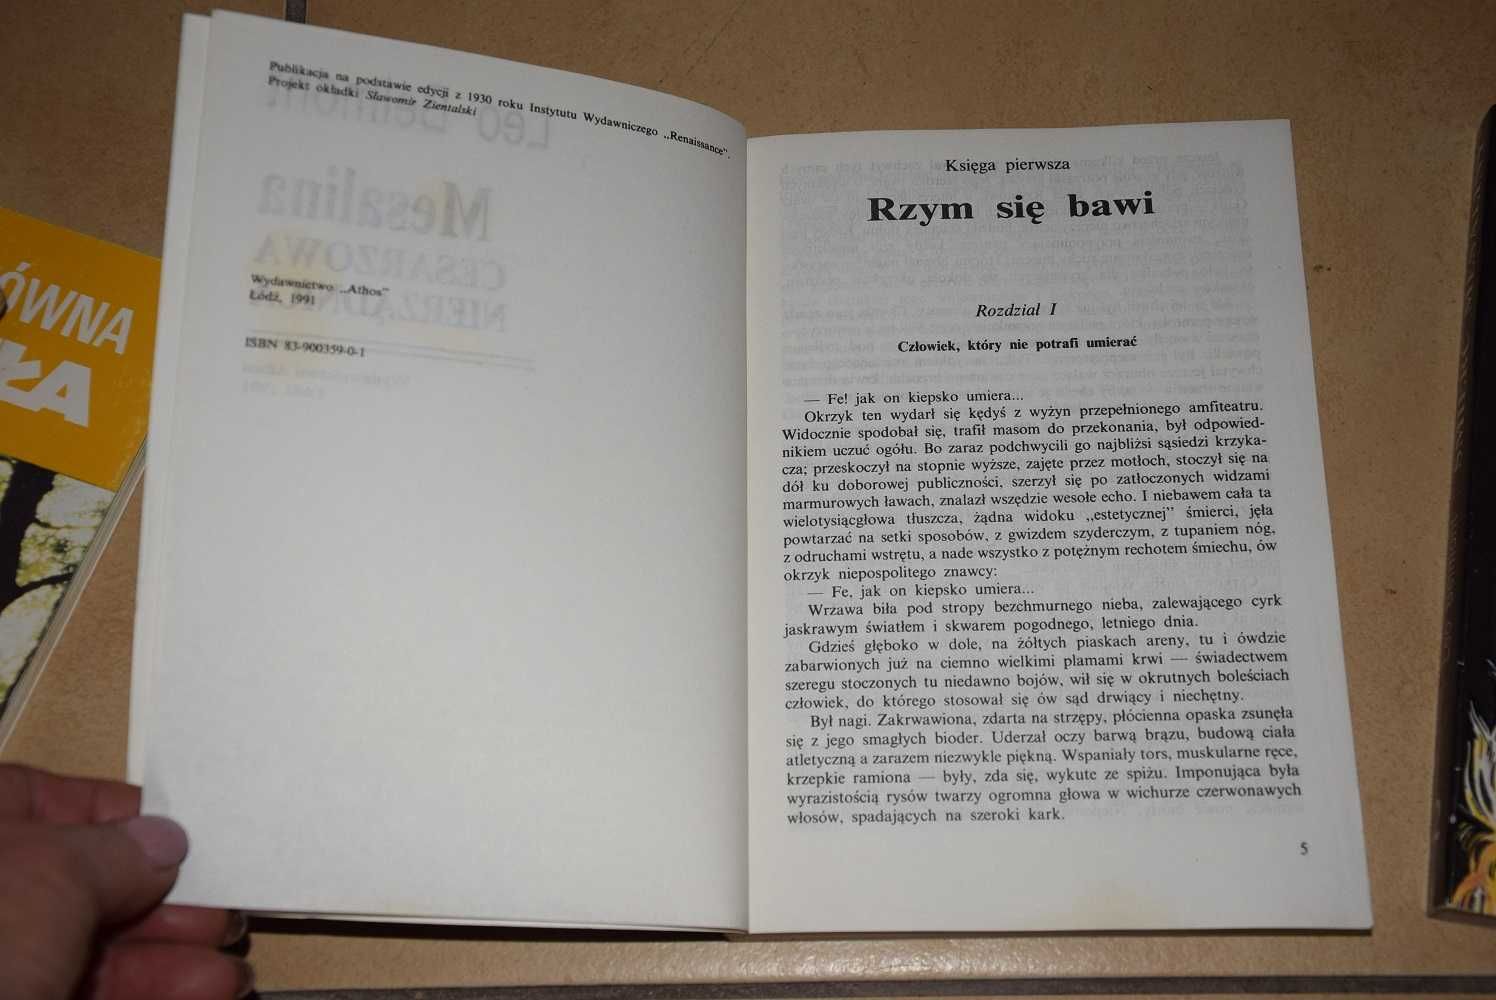 Publikacja na podstawie edycji z 1930 roku Instytutu Wydawniczego „Renaissance”.
Projekt okładki Sławomir Zientalski
Leo Belmont
Mesalina
CESARZOWA
Wydawnictwo „Athos”
Łódź, 1991
ISBN 83-900359-0-1
ÓWNA
ŁA
Księga pierwsza
Rzym się bawi
Rozdział I
Człowiek, który nie potrafi umierać
— Fe! jak on kiepsko umiera...
Okrzyk ten wydarł się kędyś z wyżyn przepełnionego amfiteatru.
Widocznie spodobał się, trafił masom do przekonania, był odpowied-
nikiem uczuć ogółu. Bo zaraz podchwycili go najbliżsi sąsiedzi krzyka-
cza; przeskoczył na stopnie wyższe, zajęte przez motłoch, stoczył się na
dół ku doborowej publiczności, szerzył się po zatłoczonych widzami
marmurowych ławach, znalazł wszędzie wesołe echo. I niebawem cała ta
wielotysiącgłowa tłuszcza, żądna widoku „estetycznej” śmierci, jęła
powtarzać na setki sposobów, z gwizdem szyderczym, z tupaniem nóg,
z odruchami wstrętu, a nade wszystko z potężnym rechotem śmiechu, ów
okrzyk niepospolitego znawcy:
— Fe, jak on kiepsko umiera...
Wrzawa biła pod stropy bezchmurnego nieba, zalewającego cyrk
jaskrawym światłem i skwarem pogodnego, letniego dnia.
Gdzieś głęboko w dole, na żółtych piaskach areny, tu i ówdzie
zabarwionych już na ciemno wielkimi plamami krwi — świadectwem
szeregu stoczonych tu niedawno bojów, wił się w okrutnych boleściach
człowiek, do którego stosował się ów sąd drwiący i niechętny.
Był nagi. Zakrwawiona, zdarta na strzępy, płócienna opaska zsunęła
się z jego smagłych bioder. Uderzał oczy barwą brązu, budową ciała
atletyczną a zarazem niezwykle piękną. Wspaniały tors, muskularne ręce,
krzepkie ramiona — były, zda się, wykute ze spiżu. Imponująca była
wyrazistością rysów twarzy ogromna głowa w wichurze czerwonawych
włosów, spadających na szeroki kark.
5